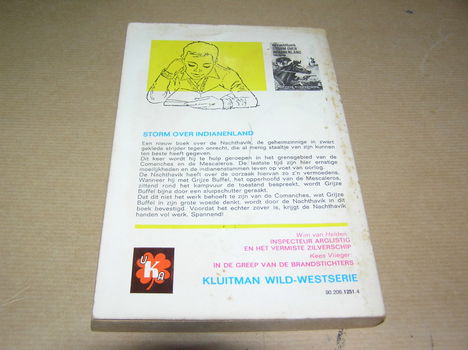 STORM OVER
INDIANENLAND
STORM OVER INDIANENLAND
Een nieuw boek over de Nachthavik, de geheimzinnige in zwart
geklede strijder tegen onrecht, die al menig staaltje van zijn kunnen
ten beste heeft gegeven.
Dit keer wordt hij te hulp geroepen in het grensgebied van de
Comanches en de Mescaleros. De laatste tijd zijn hier ernstige
moeilijkheden en de indianenstammen leven op voet van oorlog.
De Nachthavik heeft over de oorzaak hiervan zo z'n vermoedens.
Wanneer hij met Grijze Buffel, het opperhoofd van de Mescaleros,
zittend rond het kampvuur de toestand bespreekt, wordt Grijze
Buffel bijna door een sluipschutter geraakt.
Dat dit niet het werk behoeft te zijn van de Comanches, wat Grijze
Buffel in zijn grote woede denkt, wordt door de Nachthavik in dit
boek bevestigd. Voordat het echter zover is, krijgt de Nachthavik
handen vol werk. Spannend!
Wim van Helden:
INSPECTEUR ARGLISTIG
EN HET VERMISTE ZILVERSCHIP
Kees Vlieger:
IN DE GREEP VAN DE BRANDSTICHTERS
UKA
KLUITMAN WILD-WESTSERIE
90.206.1251.4